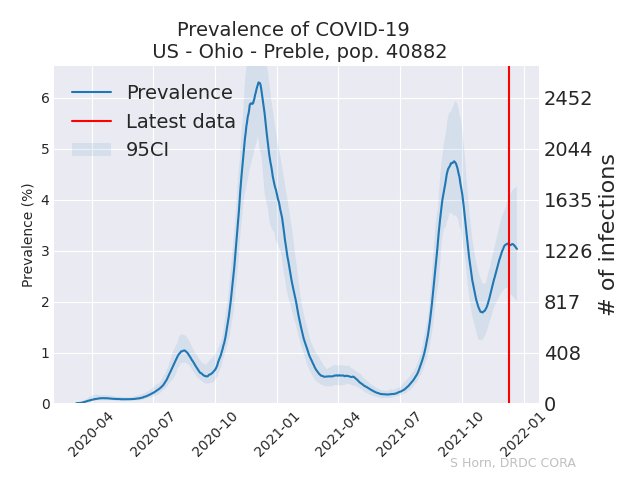 Prevalence of COVID-19
US - Ohio - Preble, pop. 40882
Prevalence
Latest data
95CI
Prevalence (%)
6
5
4
3
2
1
0
2452
2044
1635
1226
817
408
0
# of infections
2020-04
2020-07
2020-10
2021-01
2021-04
2021-07
2021-10
2022-01
S Horn, DRDC CORA